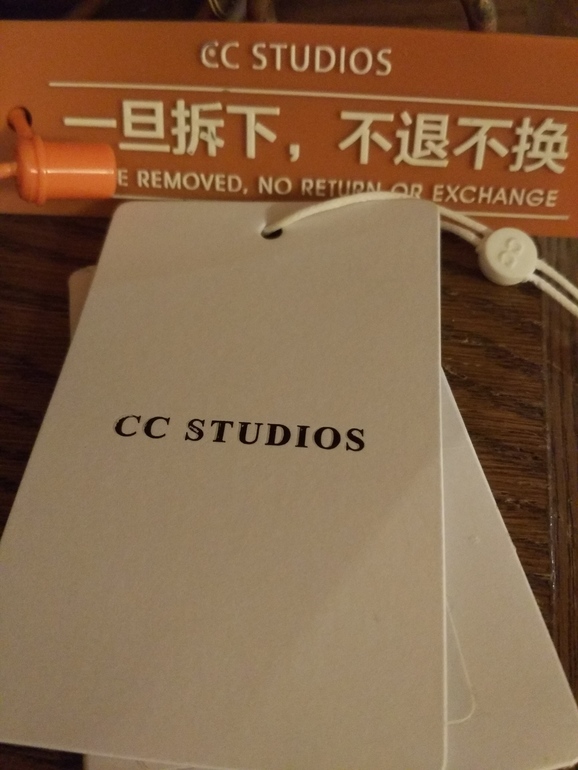 CC STUDIOS
一旦拆下，不退不换
E REMOVED, NO RETURN OR EXCHANGE
CC STUDIOS